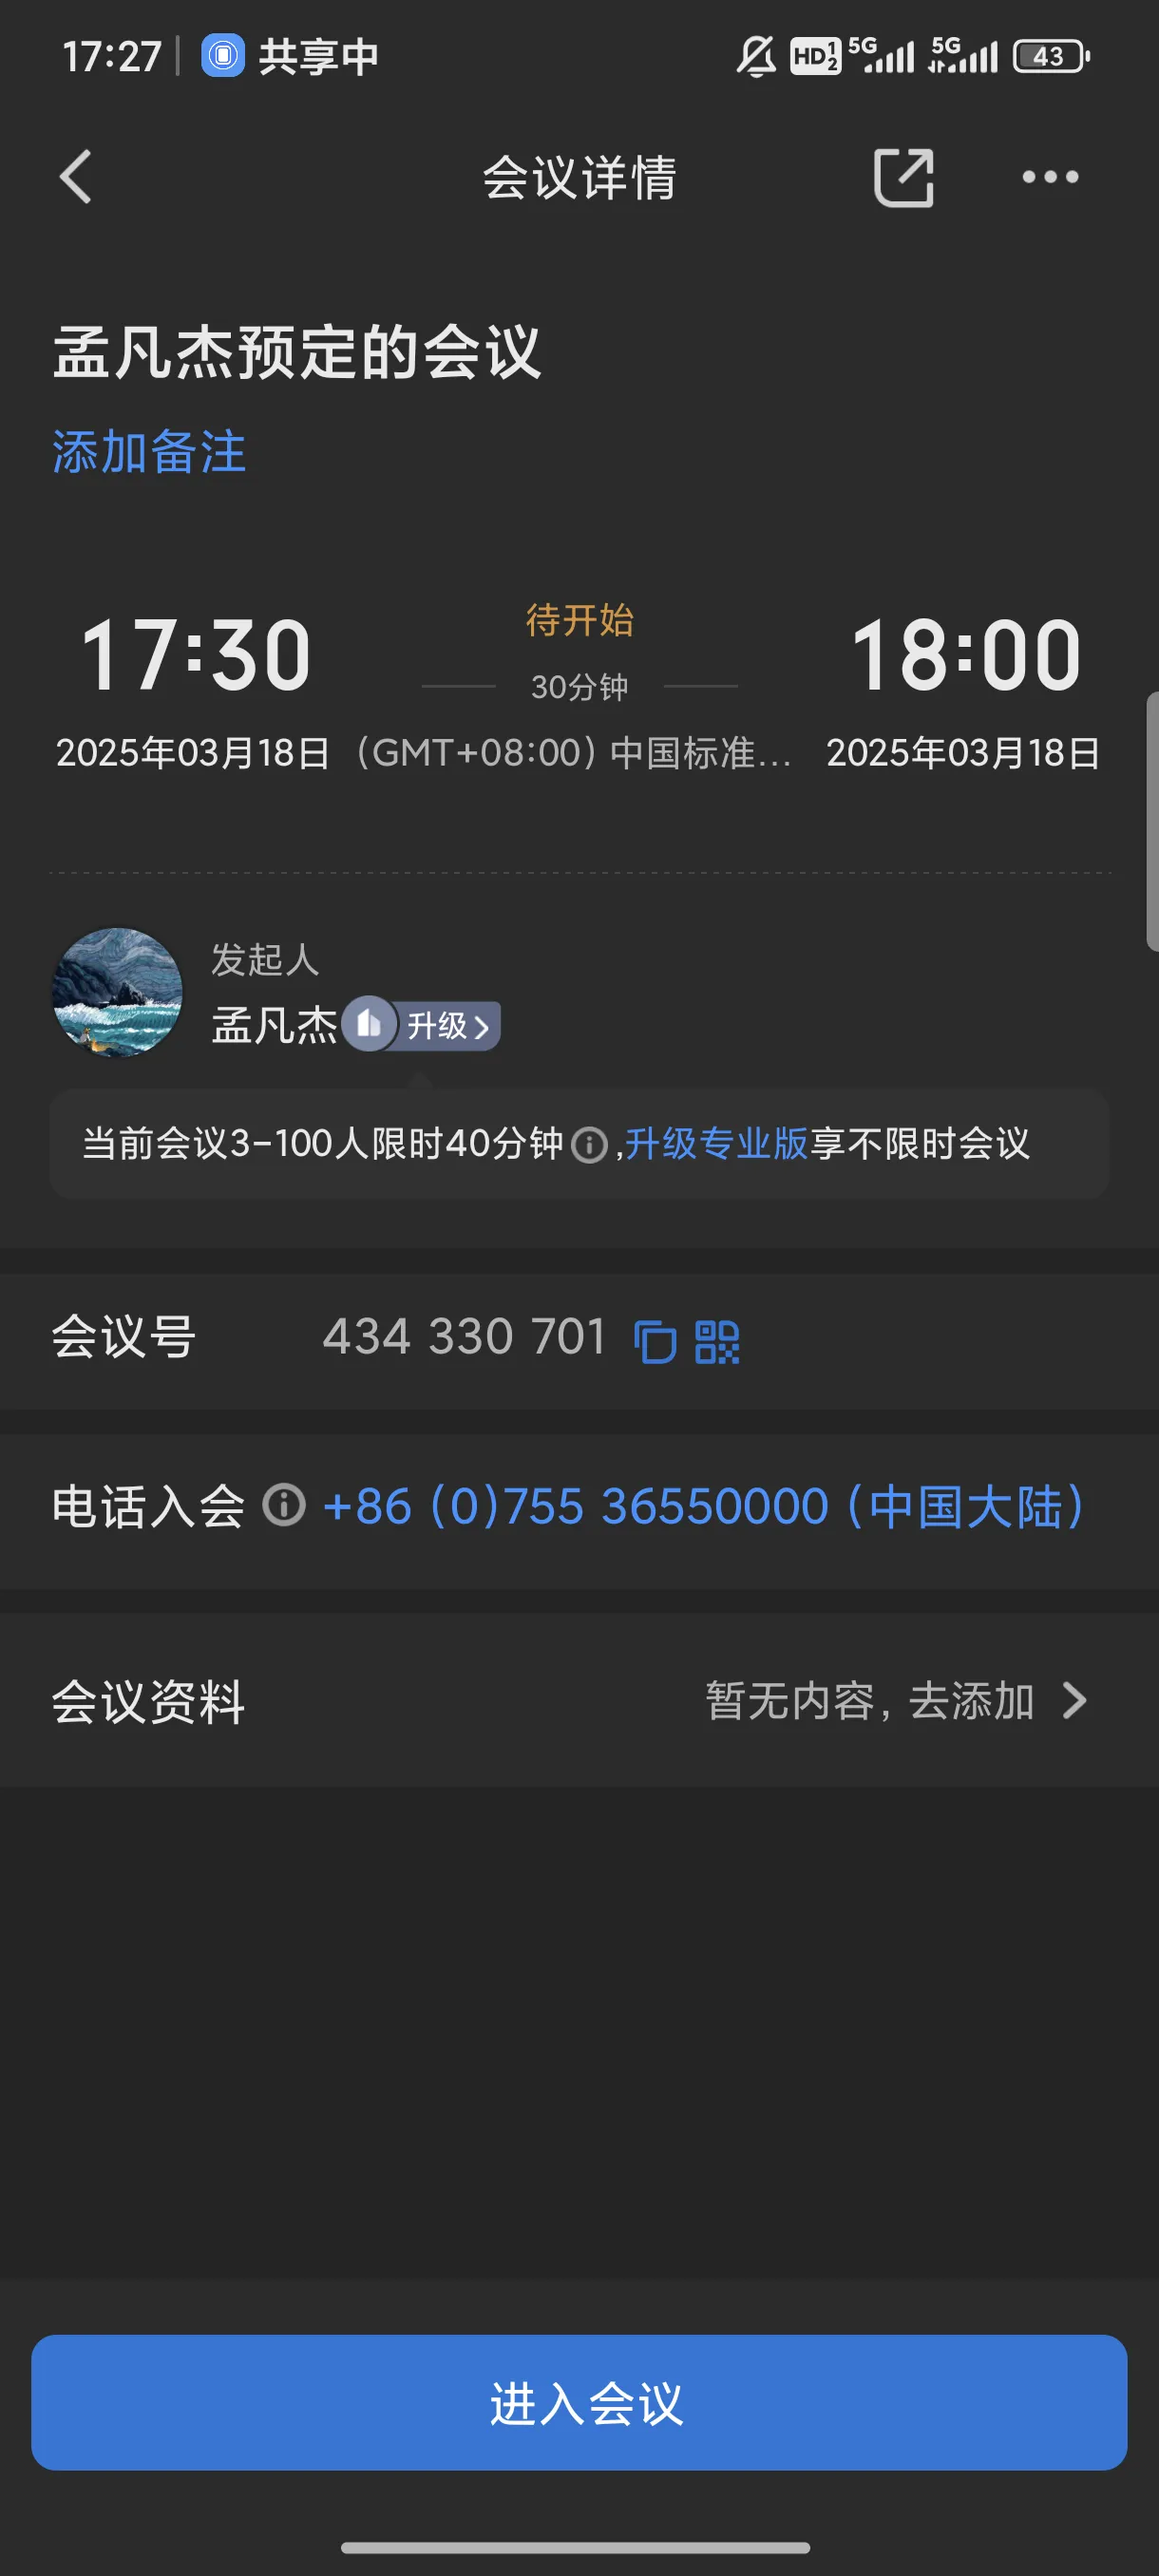 17:27 共享中 HD 1 2 5G 5G 43
会议详情
孟凡杰预定的会议
添加备注
待开始
17:30 30分钟 18:00
2025年03月18日 (GMT+08:00) 中国标准... 2025年03月18日
发起人
孟凡杰 升级
当前会议3-100人限时40分钟 ,升级专业版享不限时会议
会议号 434 330 701
电话入会 +86 (0)755 36550000 (中国大陆)
会议资料 暂无内容, 去添加
进入会议